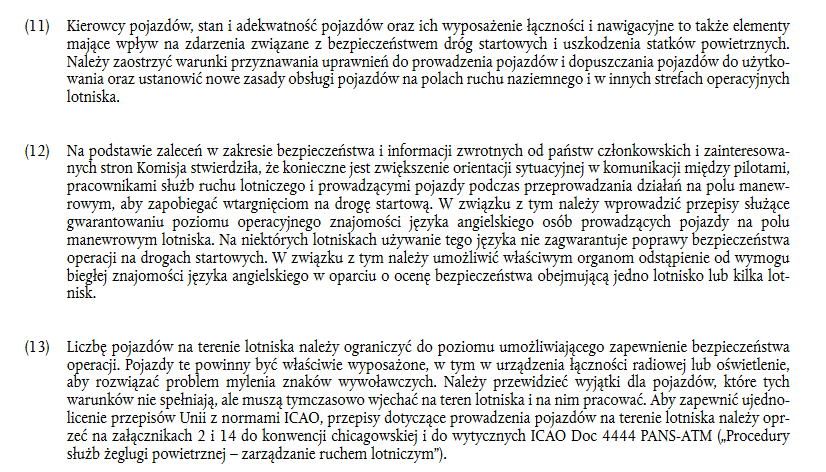 (11) Kierowcy pojazdów, stan i adekwatność pojazdów oraz ich wyposażenie łączności i nawigacyjne to także elementy
mające wpływ na zdarzenia związane z bezpieczeństwem dróg startowych i uszkodzenia statków powietrznych.
Należy zaostrzyć warunki przyznawania uprawnień do prowadzenia pojazdów i dopuszczania pojazdów do użytko-
wania oraz ustanowić nowe zasady obsługi pojazdów na polach ruchu naziemnego i w innych strefach operacyjnych
lotniska.
(12) Na podstawie zaleceń w zakresie bezpieczeństwa i informacji zwrotnych od państw członkowskich i zainteresowa-
nych stron Komisja stwierdziła, że konieczne jest zwiększenie orientacji sytuacyjnej w komunikacji między pilotami,
pracownikami służb ruchu lotniczego i prowadzącymi pojazdy podczas przeprowadzania działań na polu manew-
rowym, aby zapobiegać wtargnięciom na drogę startową. W związku z tym należy wprowadzić przepisy służące
gwarantowaniu poziomu operacyjnego znajomości języka angielskiego osób prowadzących pojazdy na polu
manewrowym lotniska. Na niektórych lotniskach używanie tego języka nie zagwarantuje poprawy bezpieczeństwa
operacji na drogach startowych. W związku z tym należy umożliwić właściwym organom odstąpienie od wymogu
biegłej znajomości języka angielskiego w oparciu o ocenę bezpieczeństwa obejmującą jedno lotnisko lub kilka lot-
nisk.
(13) Liczbę pojazdów na terenie lotniska należy ograniczyć do poziomu umożliwiającego zapewnienie bezpieczeństwa
operacji. Pojazdy te powinny być właściwie wyposażone, w tym w urządzenia łączności radiowej lub oświetlenie,
aby rozwiązać problem mylenia znaków wywoławczych. Należy przewidzieć wyjątki dla pojazdów, które tych
warunków nie spełniają, ale muszą tymczasowo wjechać na teren lotniska i na nim pracować. Aby zapewnić ujedno-
licenie przepisów Unii z normami ICAO, przepisy dotyczące prowadzenia pojazdów na terenie lotniska należy opr-
zeć na załącznikach 2 i 14 do konwencji chicagowskiej i do wytycznych ICAO Doc 4444 PANS-ATM („Procedury
służb żeglugi powietrznej – zarządzanie ruchem lotniczym”).